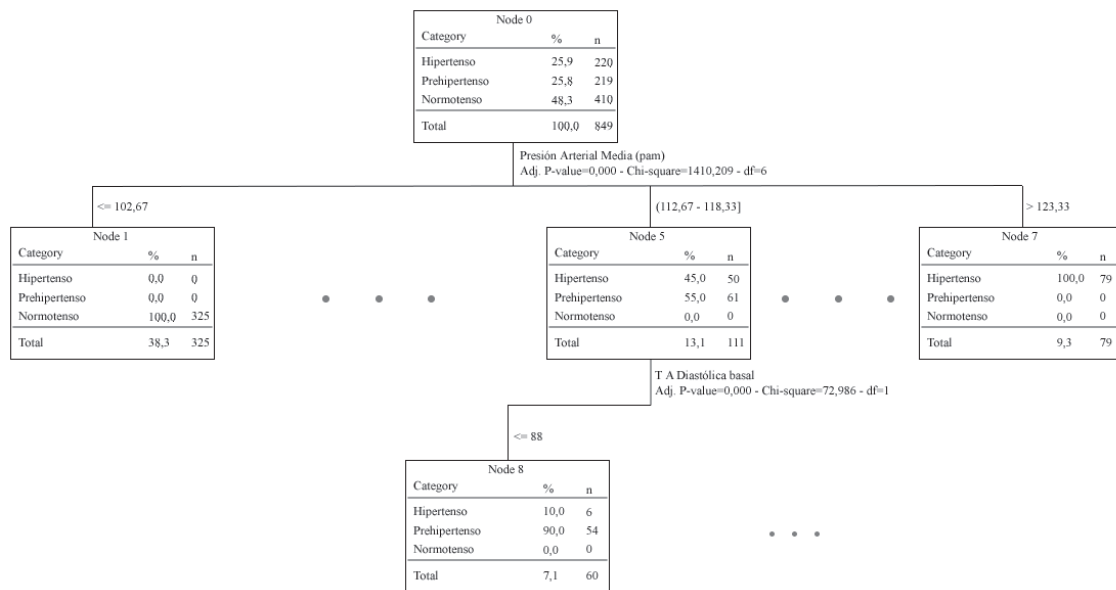 Node 0
Category % n
Hipertenso 25,9 220
Prehipertenso 25,8 219
Normotenso 48,3 410
Total 100,0 849
Presión Arterial Media (pam)
Adj. P-value=0,000 - Chi-square=1410,209 - df=6
<= 102,67
(112,67 - 118,33]
> 123,33
Node 1
Category % n
Hipertenso 0,0 0
Prehipertenso 0,0 0
Normotenso 100,0 325
Total 38,3 325
Node 5
Category % n
Hipertenso 45,0 50
Prehipertenso 55,0 61
Normotenso 0,0 0
Total 13,1 111
Node 7
Category % n
Hipertenso 100,0 79
Prehipertenso 0,0 0
Normotenso 0,0 0
Total 9,3 79
T A Diastólica basal
Adj. P-value=0,000 - Chi-square=72,986 - df=1
<= 88
Node 8
Category % n
Hipertenso 10,0 6
Prehipertenso 90,0 54
Normotenso 0,0 0
Total 7,1 60